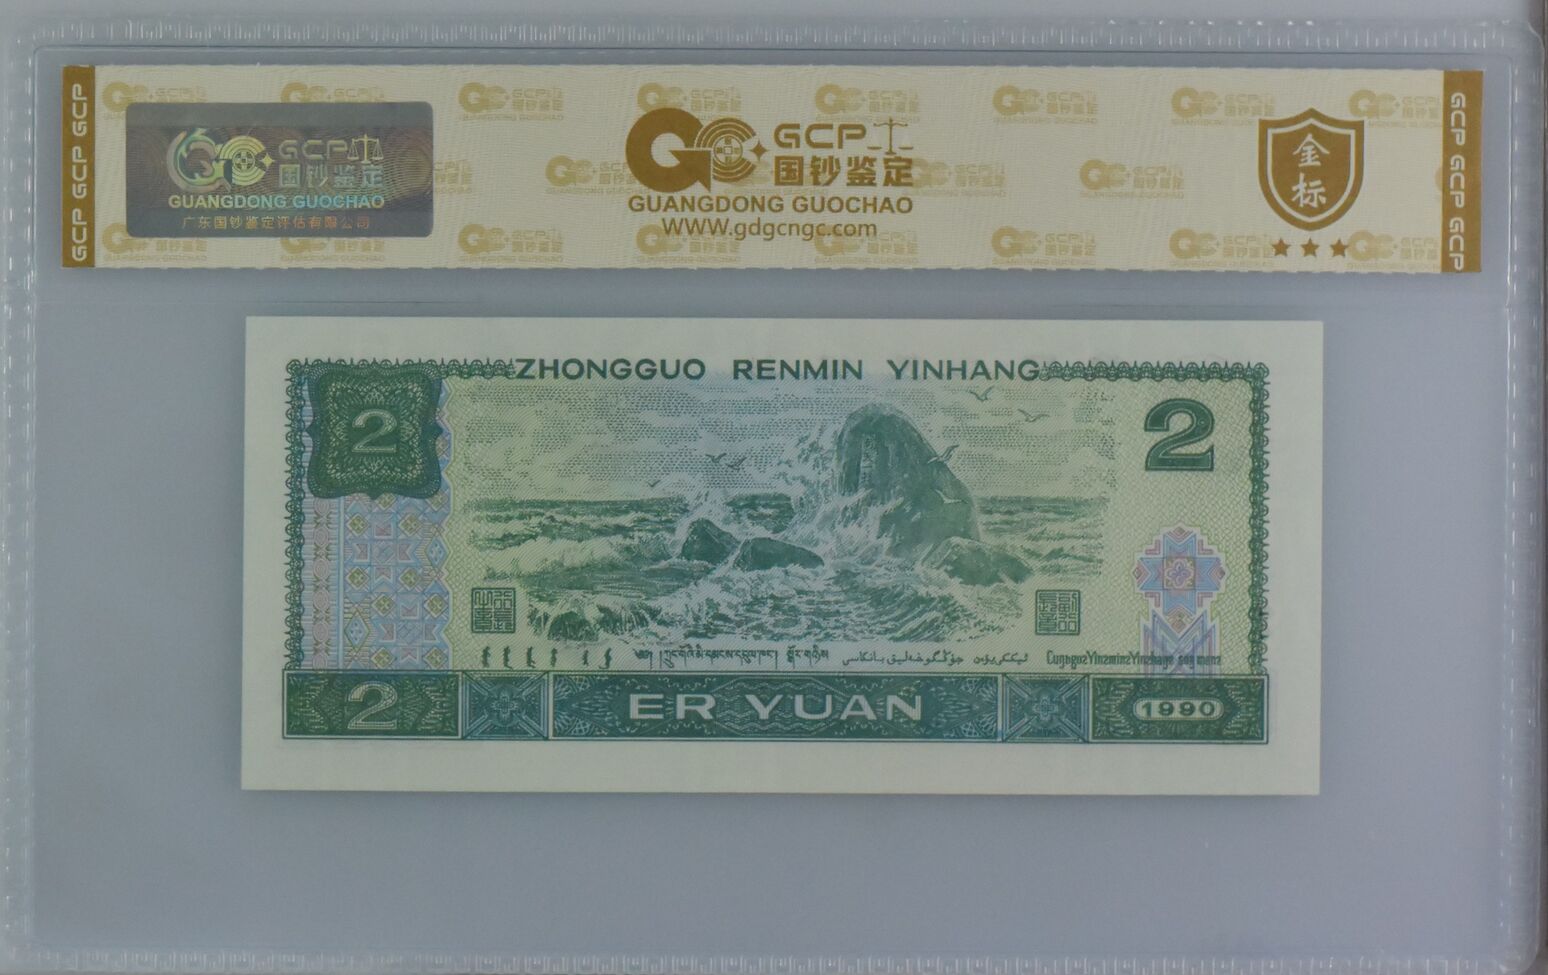 GCP GCP GCP
GCP
国钞鉴定
GUANGDONG GUOCHAO
广东国钞鉴定评估有限公司
GCP
国钞鉴定
GUANGDONG GUOCHAO
WWW.gdgcngc.com
金
标
GCP GCP GCP
ZHONGGUO RENMIN YINHANG
2
2
2
ER YUAN
1990